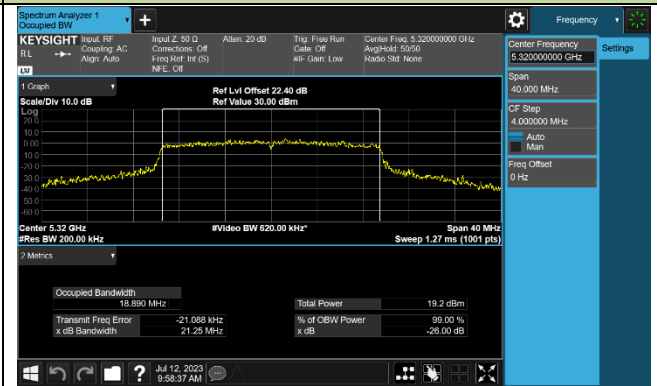 Spectrum Analyzer 1
Occupied BW
+
Frequency
KEYSIGHT
RL
LXI
Input: RF
Coupling: AC
Align: Auto
Input Z: 50 Ω
Corrections: Off
Freq Ref: Int (S)
NFE: Off
Atten: 20 dB
Trig: Free Run
Gate: Off
#IF Gain: Low
Center Freq: 5.320000000 GHz
Avg|Hold: 50/50
Radio Std: None
Center Frequency
5.320000000 GHz
Settings
Span
40.000 MHz
CF Step
4.000000 MHz
Auto
Man
Freq Offset
0 Hz
1 Graph
Scale/Div 10.0 dB
Ref Lvl Offset 22.40 dB
Ref Value 30.00 dBm
Log
20.0
10.0
0.00
-10.0
-20.0
-30.0
-40.0
-50.0
-60.0
Center 5.32 GHz
#Video BW 620.00 kHz*
Span 40 MHz
#Res BW 200.00 kHz
Sweep 1.27 ms (1001 pts)
2 Metrics
Occupied Bandwidth
18.890 MHz
Total Power 19.2 dBm
Transmit Freq Error -21.088 kHz
% of OBW Power 99.00 %
x dB Bandwidth 21.25 MHz
x dB -26.00 dB
?
Jul 12, 2023
9:58:37 AM